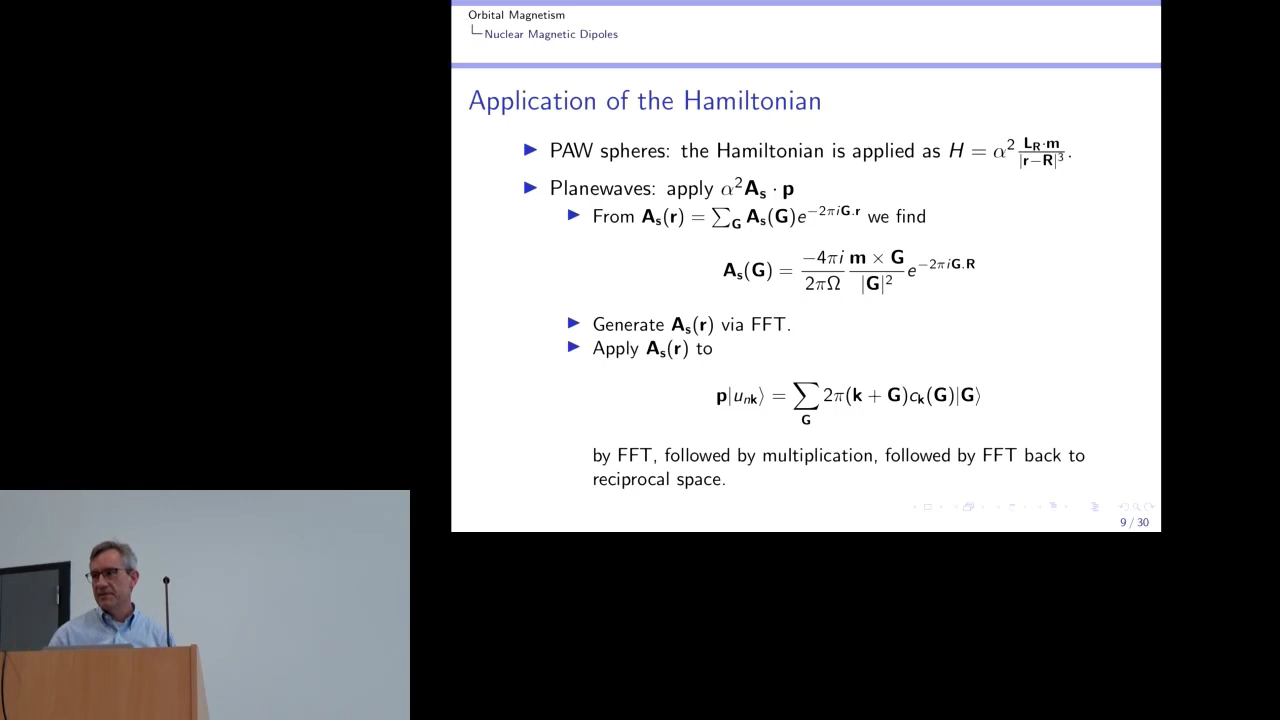 Orbital Magnetism
Nuclear Magnetic Dipoles
Application of the Hamiltonian
▶ PAW spheres: the Hamiltonian is applied as H = α² L_R·m / |r−R|³.
▶ Planewaves: apply α²A_s · p
▶ From A_s(r) = ∑_G A_s(G)e^{−2πiG.r} we find
A_s(G) = −4πi / 2πΩ m × G / |G|² e^{−2πiG.R}
▶ Generate A_s(r) via FFT.
▶ Apply A_s(r) to
p|u_{nk}⟩ = ∑_G 2π(k + G)c_k(G)|G⟩
by FFT, followed by multiplication, followed by FFT back to
reciprocal space.
9 / 30